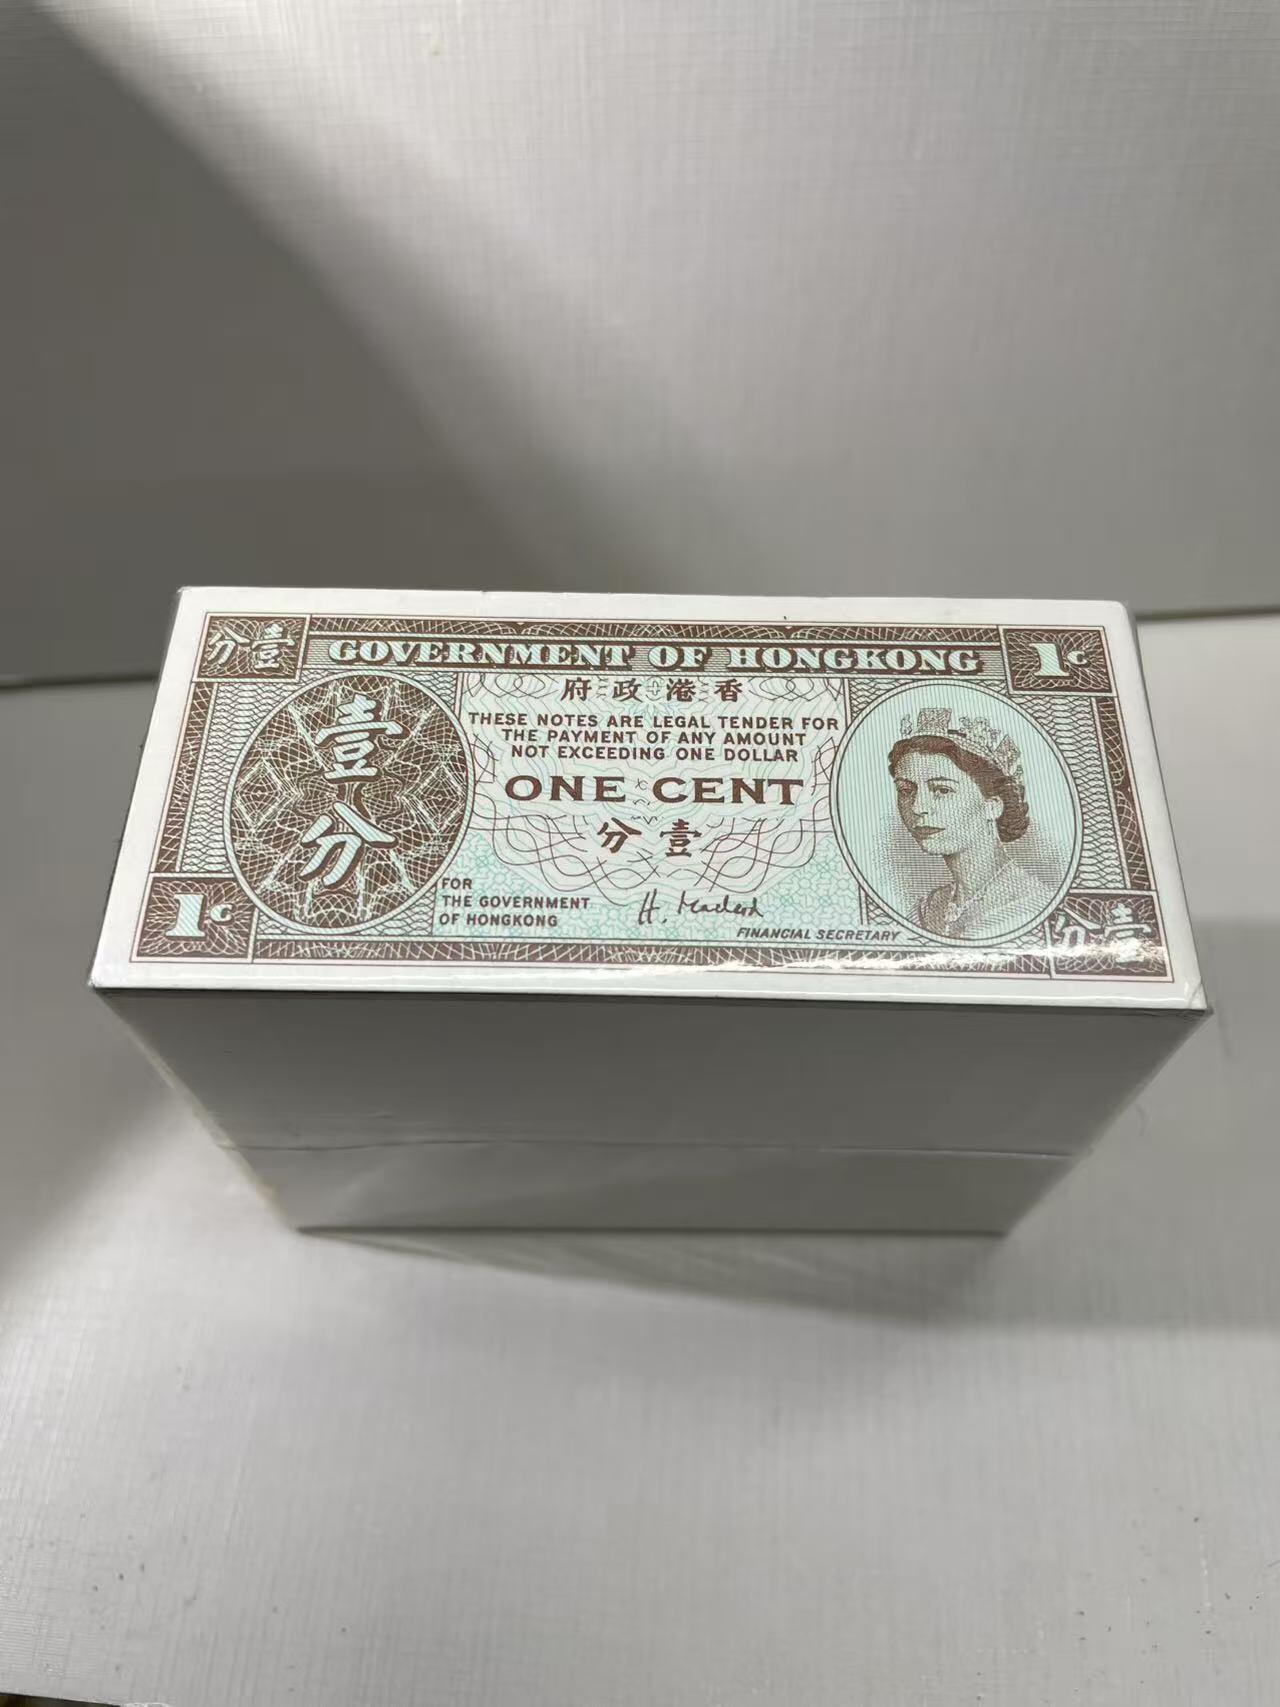 分壹
GOVERNMENT OF HONGKONG
1c
府政港香
THESE NOTES ARE LEGAL TENDER FOR
THE PAYMENT OF ANY AMOUNT
NOT EXCEEDING ONE DOLLAR
壹分
ONE CENT
分壹
FOR
THE GOVERNMENT
OF HONGKONG
FINANCIAL SECRETARY
1c
分壹